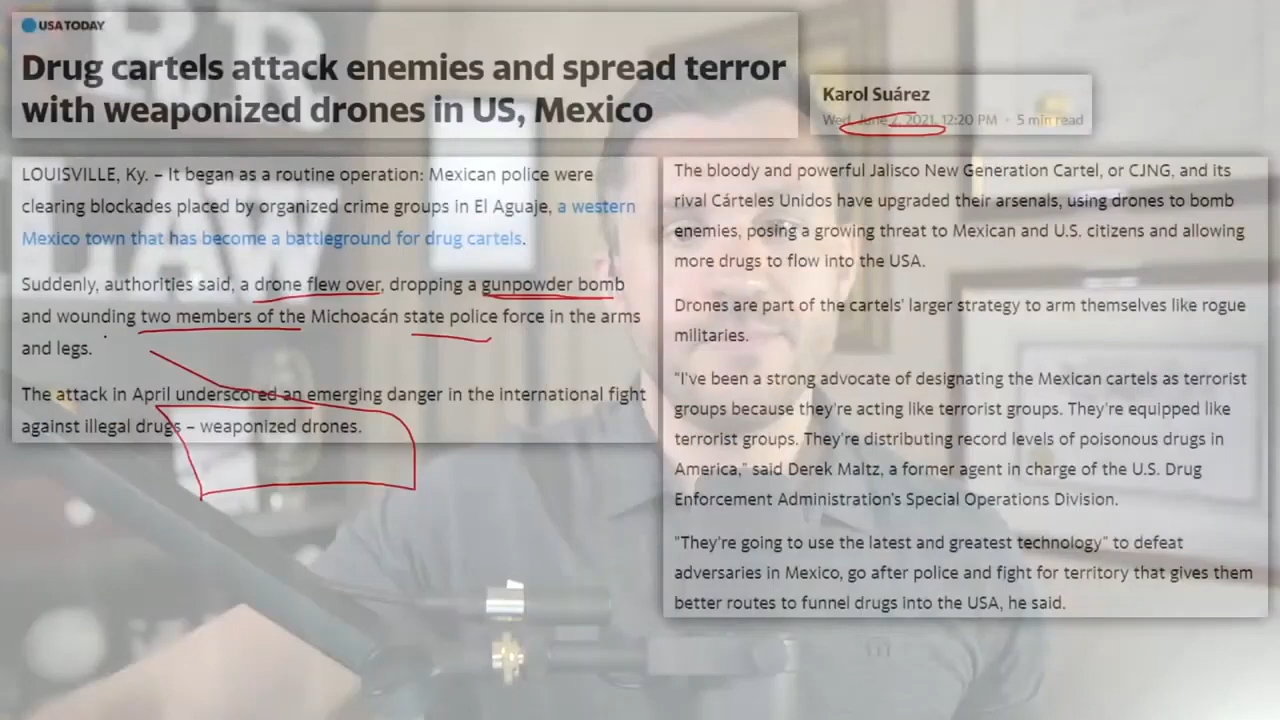 USA TODAY
Drug cartels attack enemies and spread terror
with weaponized drones in US, Mexico
Karol Suárez
Wed, June 2, 2021, 12:20 PM · 5 min read
LOUISVILLE, Ky. – It began as a routine operation: Mexican police were
clearing blockades placed by organized crime groups in El Aguaje, a western
Mexico town that has become a battleground for drug cartels.
Suddenly, authorities said, a drone flew over, dropping a gunpowder bomb
and wounding two members of the Michoacán state police force in the arms
and legs.
The attack in April underscored an emerging danger in the international fight
against illegal drugs – weaponized drones.
The bloody and powerful Jalisco New Generation Cartel, or CJNG, and its
rival Cárteles Unidos have upgraded their arsenals, using drones to bomb
enemies, posing a growing threat to Mexican and U.S. citizens and allowing
more drugs to flow into the USA.
Drones are part of the cartels' larger strategy to arm themselves like rogue
militaries.
"I've been a strong advocate of designating the Mexican cartels as terrorist
groups because they're acting like terrorist groups. They're equipped like
terrorist groups. They're distributing record levels of poisonous drugs in
America," said Derek Maltz, a former agent in charge of the U.S. Drug
Enforcement Administration's Special Operations Division.
"They're going to use the latest and greatest technology" to defeat
adversaries in Mexico, go after police and fight for territory that gives them
better routes to funnel drugs into the USA, he said.
LAW